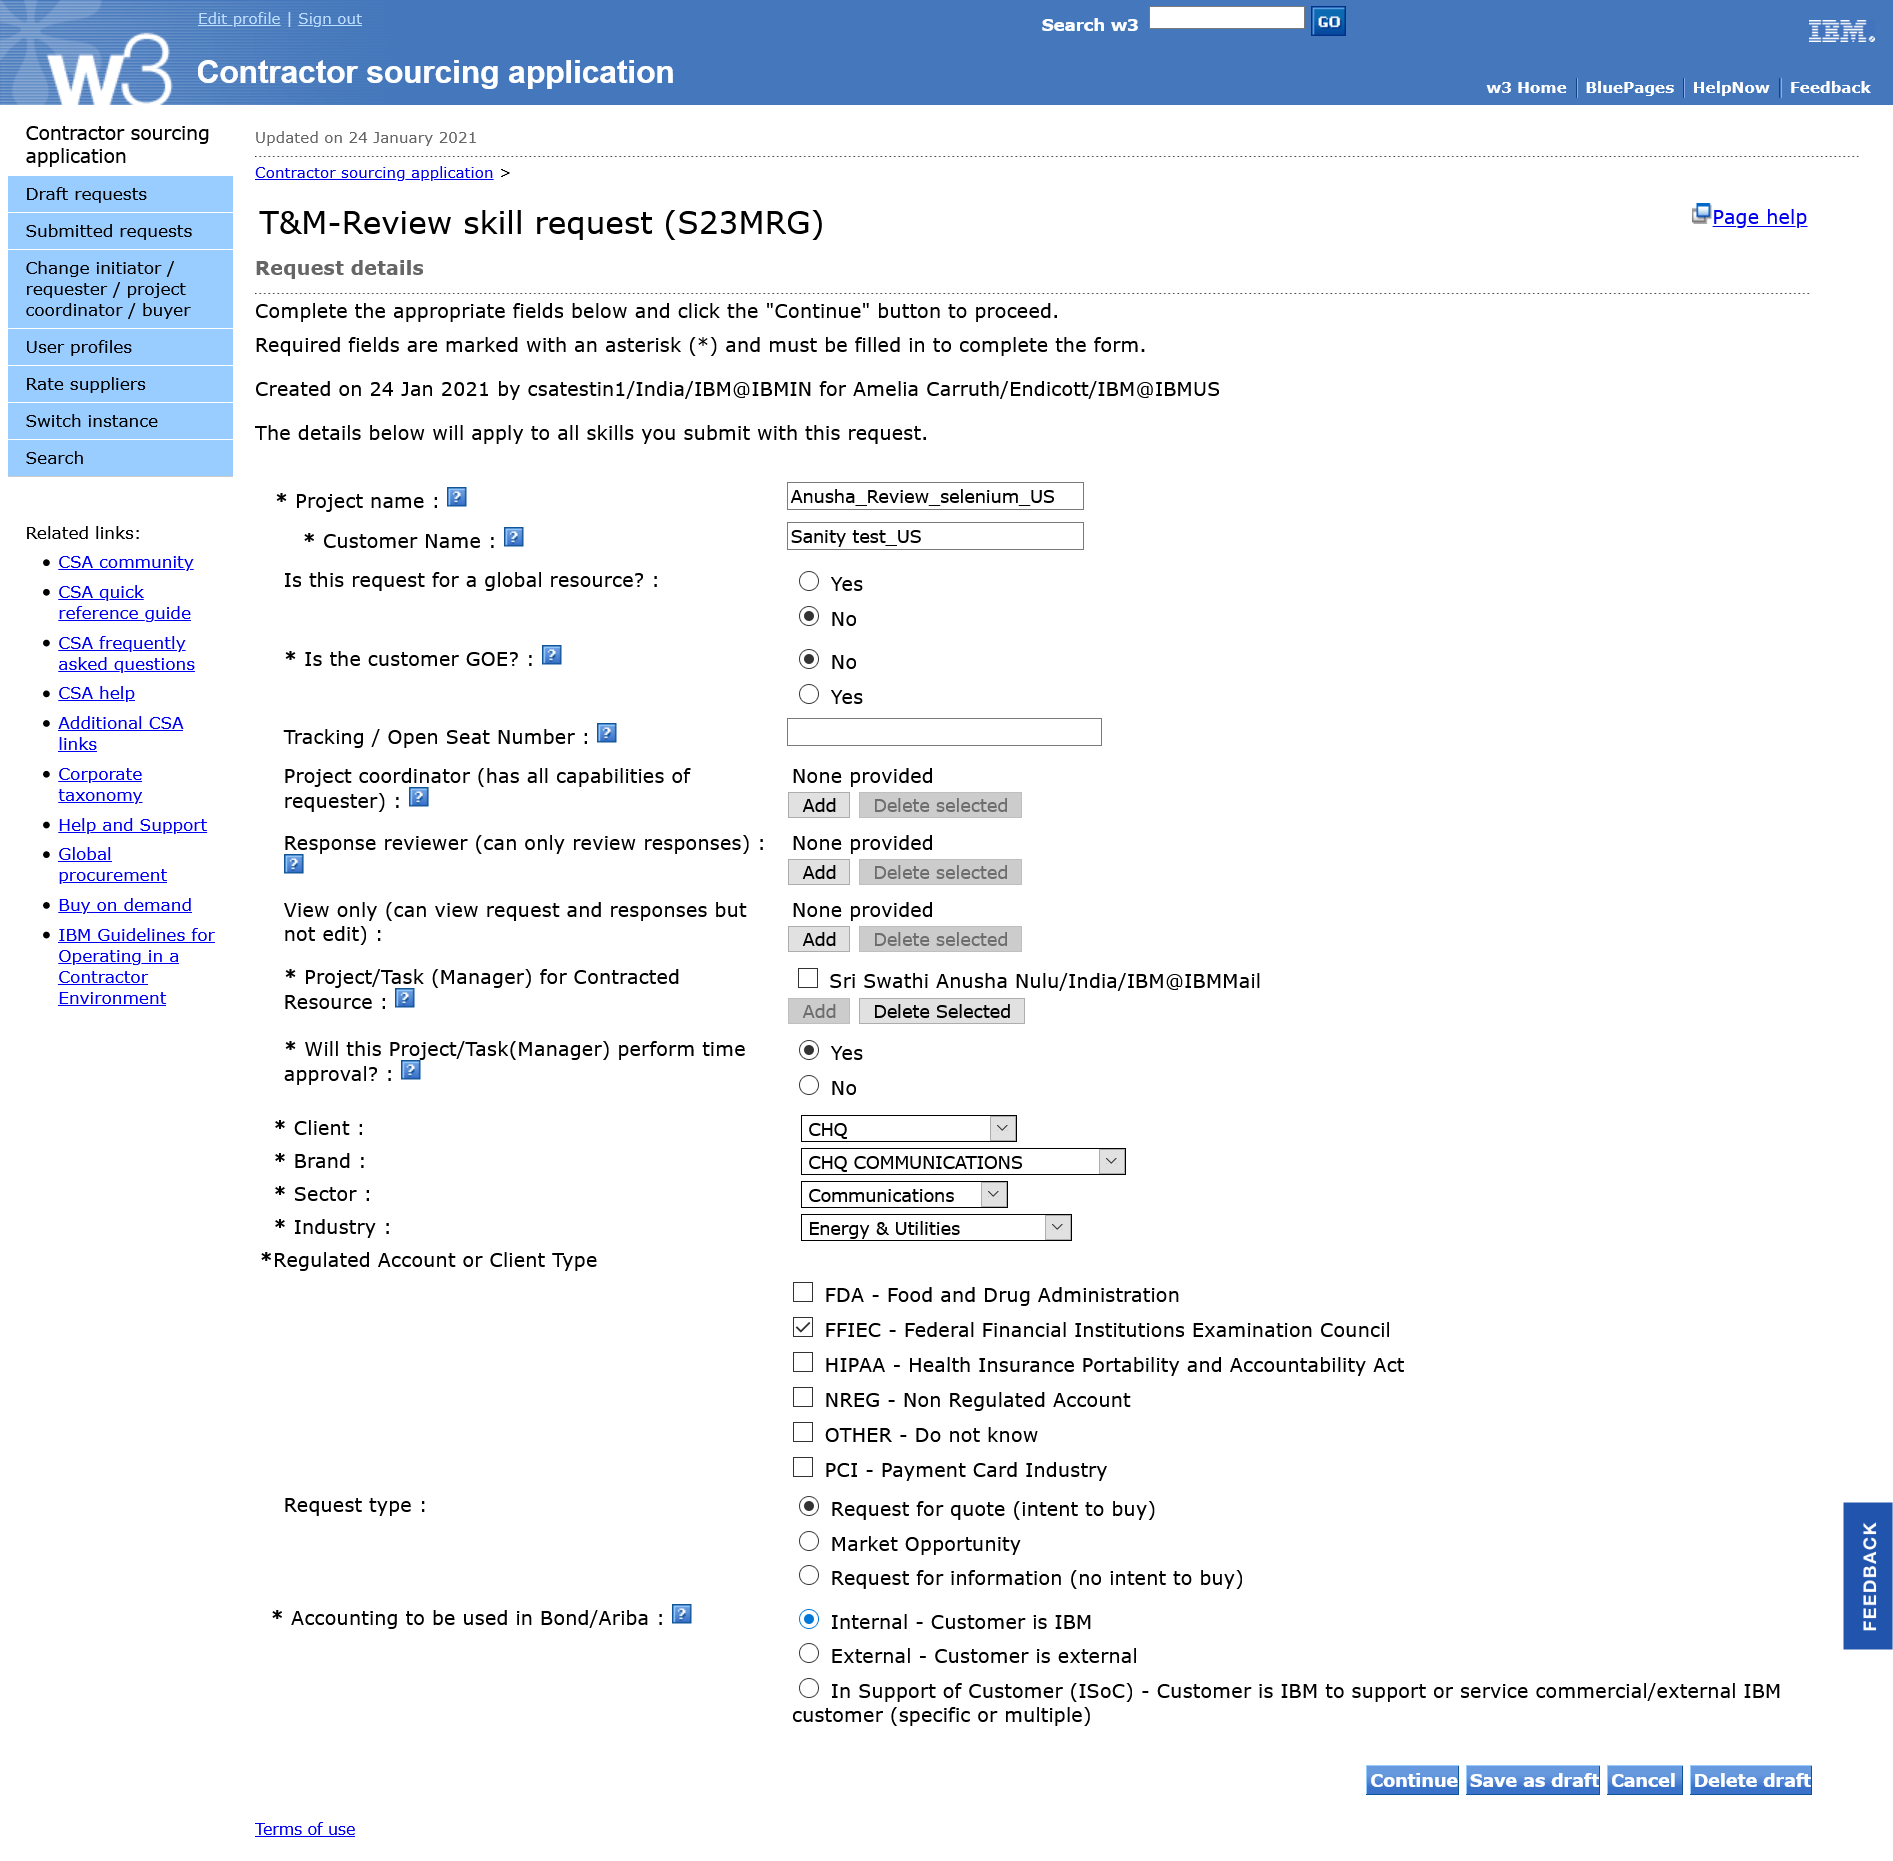 Edit profile | Sign out
Search w3 GO
IBM.
w3 Contractor sourcing application
w3 Home BluePages HelpNow Feedback
Contractor sourcing
application
Draft requests
Submitted requests
Change initiator /
requester / project
coordinator / buyer
User profiles
Rate suppliers
Switch instance
Search
Related links:
• CSA community
• CSA quick
reference guide
• CSA frequently
asked questions
• CSA help
• Additional CSA
links
• Corporate
taxonomy
• Help and Support
• Global
procurement
• Buy on demand
• IBM Guidelines for
Operating in a
Contractor
Environment
Updated on 24 January 2021
Contractor sourcing application >
T&M-Review skill request (S23MRG)
Page help
Request details
Complete the appropriate fields below and click the "Continue" button to proceed.
Required fields are marked with an asterisk (*) and must be filled in to complete the form.
Created on 24 Jan 2021 by csatestin1/India/IBM@IBMIN for Amelia Carruth/Endicott/IBM@IBMUS
The details below will apply to all skills you submit with this request.
* Project name : ? Anusha_Review_selenium_US
* Customer Name : ? Sanity test_US
Is this request for a global resource? : Yes
No
* Is the customer GOE? : ? No
Yes
Tracking / Open Seat Number : ?
Project coordinator (has all capabilities of
requester) : ?
None provided
Add Delete selected
Response reviewer (can only review responses) :
?
None provided
Add Delete selected
View only (can view request and responses but
not edit) :
None provided
Add Delete selected
* Project/Task (Manager) for Contracted
Resource : ?
Sri Swathi Anusha Nulu/India/IBM@IBMMail
Add Delete Selected
* Will this Project/Task(Manager) perform time
approval? : ?
Yes
No
* Client : CHQ
* Brand : CHQ COMMUNICATIONS
* Sector : Communications
* Industry : Energy & Utilities
*Regulated Account or Client Type
FDA - Food and Drug Administration
FFIEC - Federal Financial Institutions Examination Council
HIPAA - Health Insurance Portability and Accountability Act
NREG - Non Regulated Account
OTHER - Do not know
PCI - Payment Card Industry
Request type : Request for quote (intent to buy)
Market Opportunity
Request for information (no intent to buy)
* Accounting to be used in Bond/Ariba : ? Internal - Customer is IBM
External - Customer is external
In Support of Customer (ISoC) - Customer is IBM to support or service commercial/external IBM
customer (specific or multiple)
FEEDBACK
Continue Save as draft Cancel Delete draft
Terms of use